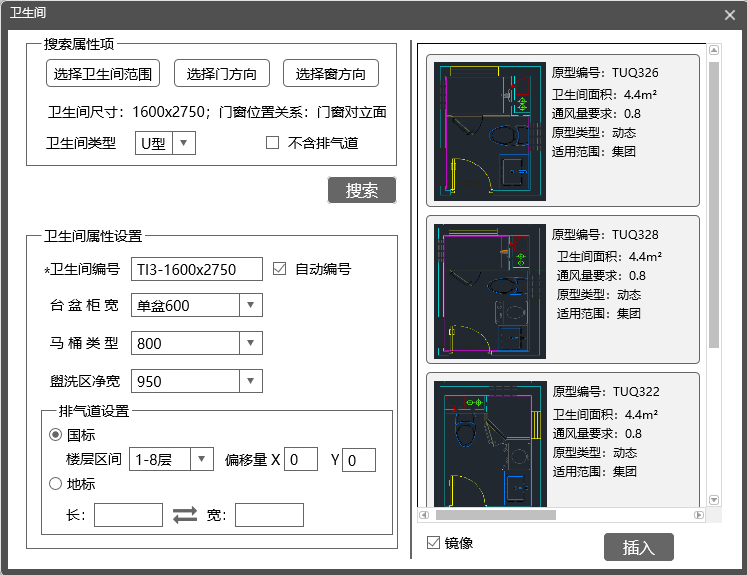 卫生间
搜索属性项
选择卫生间范围 选择门方向 选择窗方向
卫生间尺寸：1600x2750；门窗位置关系：门窗对立面
卫生间类型 U型 不含排气道
搜索
卫生间属性设置
*卫生间编号 TI3-1600x2750 自动编号
台盆柜宽 单盆600
马桶类型 800
盥洗区净宽 950
排气道设置
国标
楼层区间 1-8层 偏移量 X 0 Y 0
地标
长： 宽：
原型编号：TUQ326
卫生间面积：4.4m²
通风量要求：0.8
原型类型：动态
适用范围：集团
原型编号：TUQ328
卫生间面积：4.4m²
通风量要求：0.8
原型类型：动态
适用范围：集团
原型编号：TUQ322
卫生间面积：4.4m²
通风量要求：0.8
原型类型：动态
适用范围：集团
镜像
插入